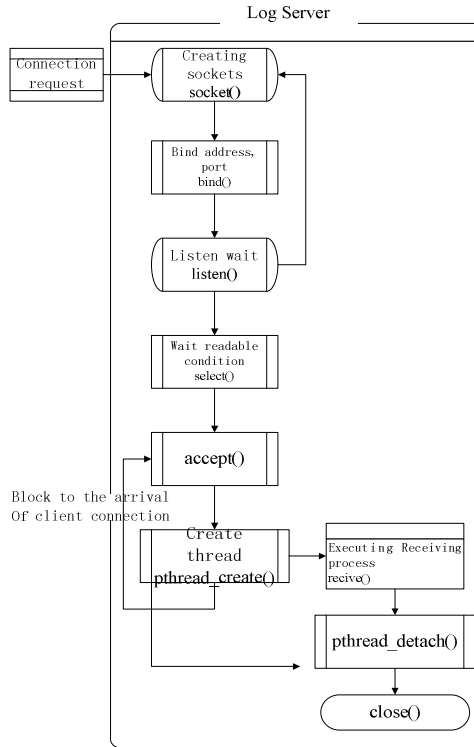 Log Server
Connection
request
Creating
sockets
socket()
Bind address,
port
bind()
Listen wait
listen()
Wait readable
condition
select()
accept()
Block to the arrival
Of client connection
Create
thread
pthread_create()
Executing Receiving
process
recive()
pthread_detach()
close()